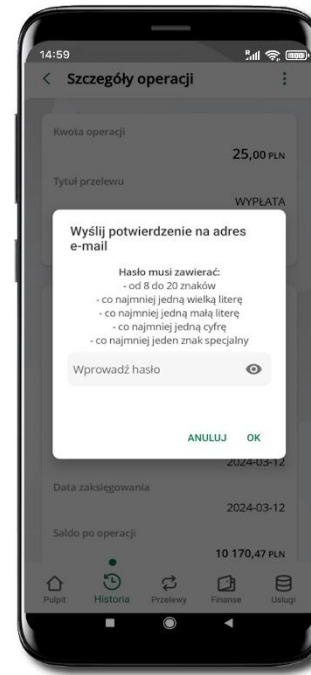 14:59
Szczegóły operacji
Kwota operacji
25,00 PLN
Tytuł przelewu
WYPŁATA
Wyślij potwierdzenie na adres
e-mail
Hasło musi zawierać:
- od 8 do 20 znaków
- co najmniej jedną wielką literę
- co najmniej jedną małą literę
- co najmniej jedną cyfrę
- co najmniej jeden znak specjalny
Wprowadź hasło
ANULUJ OK
2024-03-12
Data zaksięgowania
2024-03-12
Saldo po operacji
10 170,47 PLN
Pulpit Historia Przelewy Finanse Usługi